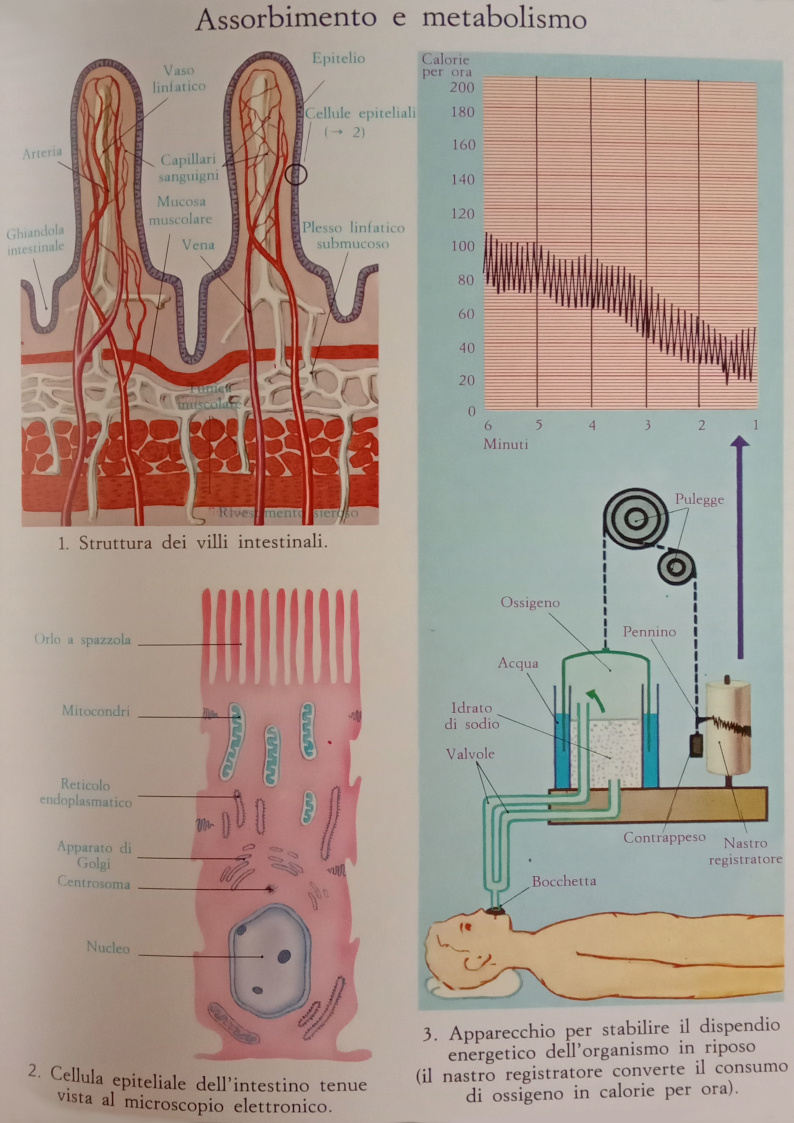 Assorbimento e metabolismo
Vaso
linfatico
Epitelio
Cellule epiteliali
(→ 2)
Arteria
Capillari
sanguigni
Mucosa
muscolare
Ghiandola
intestinale
Vena
Plesso linfatico
submucoso
Tunica
muscolare
Rivestimento sieroso
1. Struttura dei villi intestinali.
Orlo a spazzola
Mitocondri
Reticolo
endoplasmatico
Apparato di
Golgi
Centrosoma
Nucleo
2. Cellula epiteliale dell'intestino tenue
vista al microscopio elettronico.
Calorie
per ora
200
180
160
140
120
100
80
60
40
20
0
6 5 4 3 2 1
Minuti
Pulegge
Ossigeno
Pennino
Acqua
Idrato
di sodio
Valvole
Contrappeso
Nastro
registratore
Bocchetta
3. Apparecchio per stabilire il dispendio
energetico dell'organismo in riposo
(il nastro registratore converte il consumo
di ossigeno in calorie per ora).